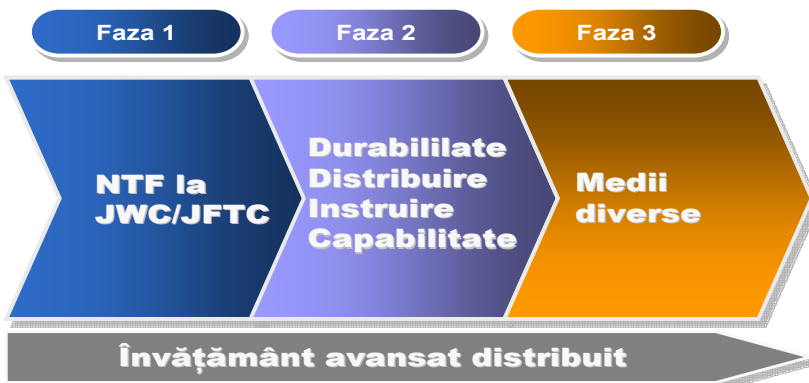 Faza 1
Faza 2
Faza 3
NTF la
JWC/JFTC
Durabililate
Distribuire
Instruire
Capabilitate
Medii
diverse
Învățământ avansat distribuit